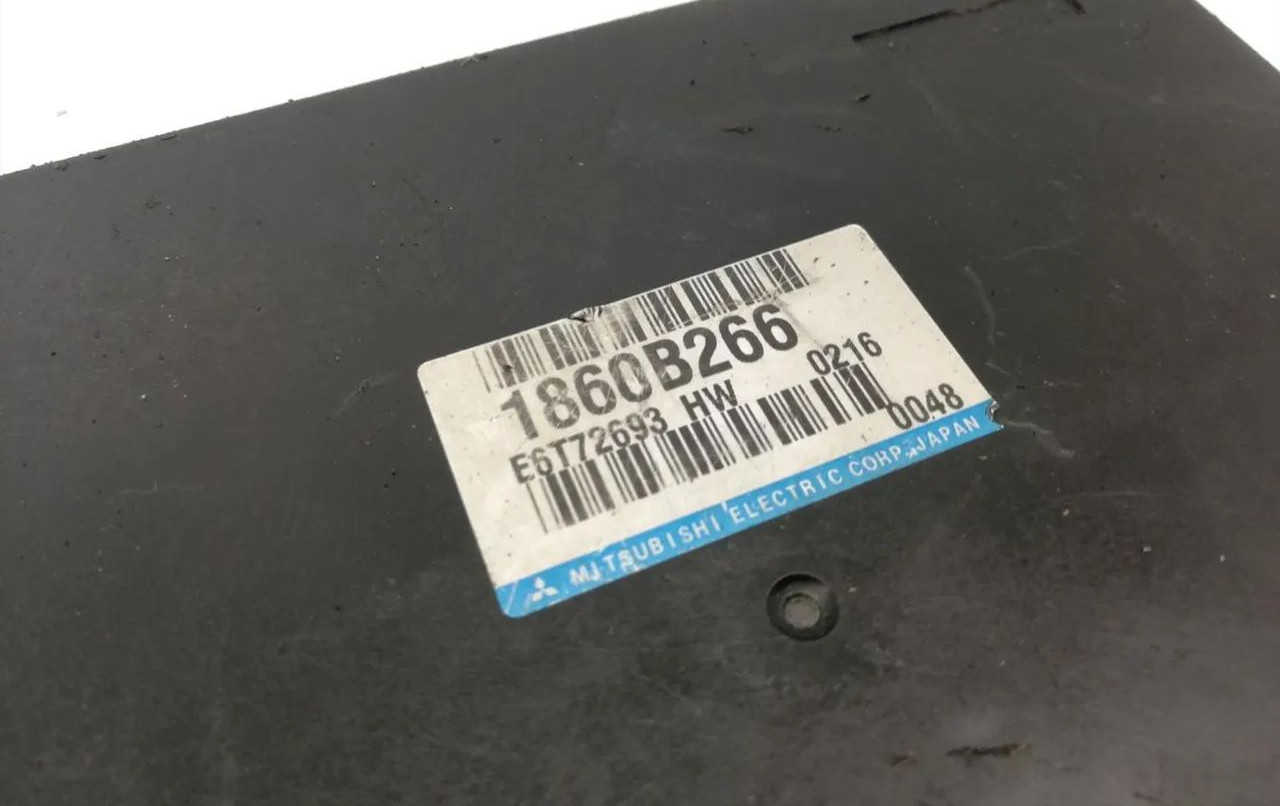 1860B266
E6T72693 HW 0216
0048
MITSUBISHI ELECTRIC CORP. JAPAN